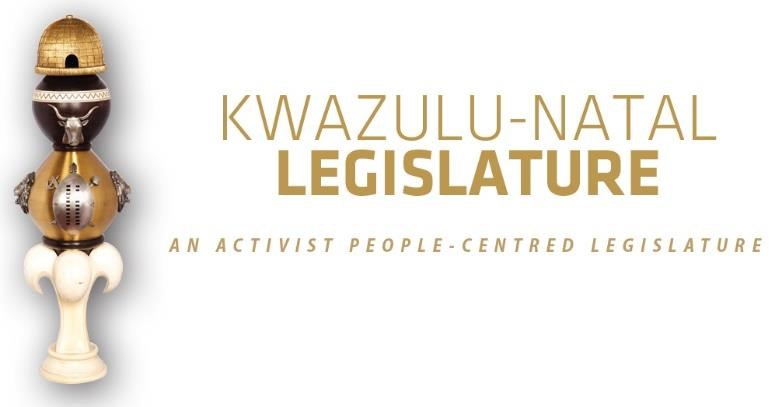 KWAZULU-NATAL
LEGISLATURE
AN ACTIVIST PEOPLE-CENTRED LEGISLATURE